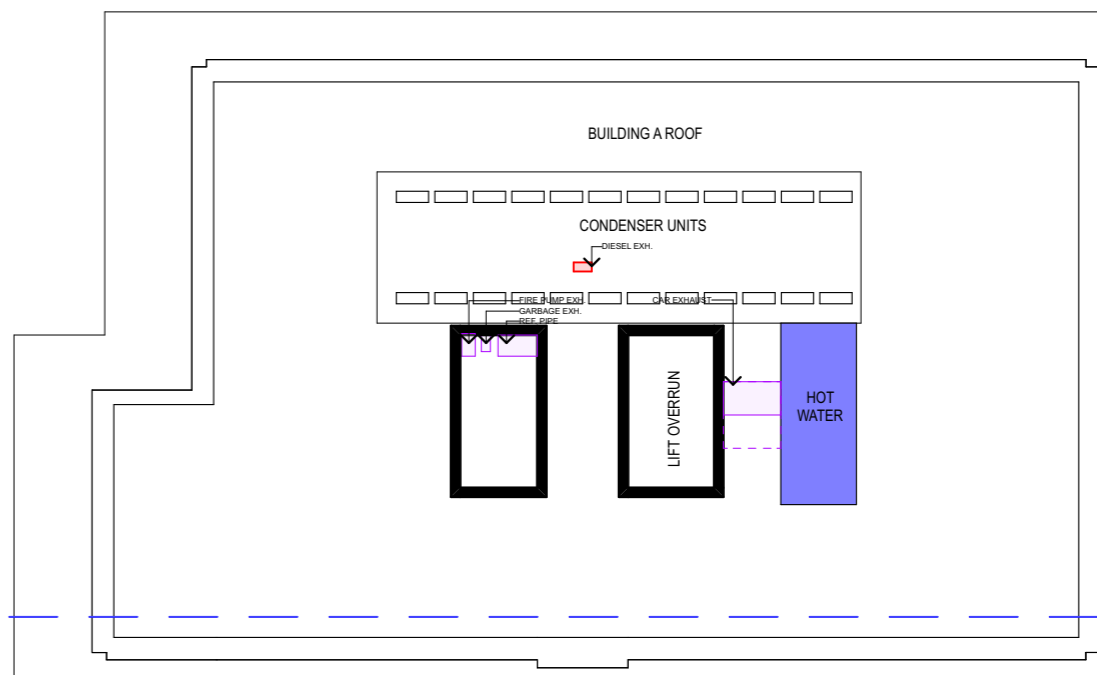 BUILDING A ROOF
CONDENSER UNITS
DIESEL EXH.
FIRE PUMP EXH.
CAR EXHAUST
GARBAGE EXH.
REF. PIPE
LIFT OVERRUN
HOT
WATER